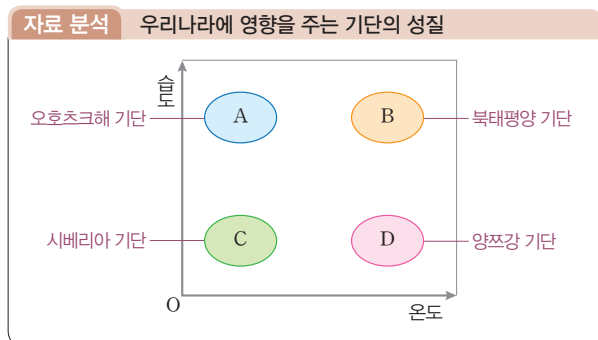 자료 분석 우리나라에 영향을 주는 기단의 성질
습도
오호츠크해 기단 A B 북태평양 기단
시베리아 기단 C D 양쯔강 기단
O
온도